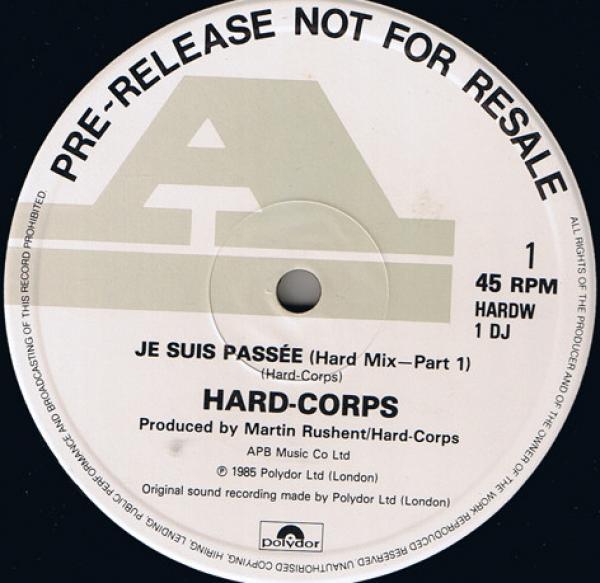 PRE-RELEASE NOT FOR RESALE
A
1
45 RPM
HARDW
1 DJ
JE SUIS PASSÉE (Hard Mix—Part 1)
(Hard-Corps)
HARD-CORPS
Produced by Martin Rushent/Hard-Corps
APB Music Co Ltd
℗ 1985 Polydor Ltd (London)
Original sound recording made by Polydor Ltd (London)
polydor
ALL RIGHTS OF THE PRODUCER AND OF THE OWNER OF THE WORK REPRODUCED RESERVED. UNAUTHORISED COPYING, HIRING, LENDING, PUBLIC PERFORMANCE AND BROADCASTING OF THIS RECORD PROHIBITED.